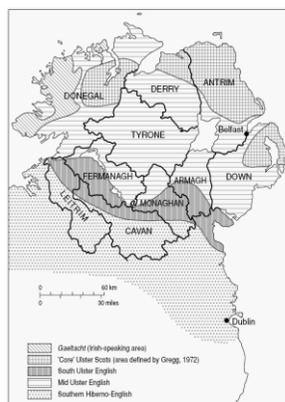 DERRY
ANTRIM
DONEGAL
TYRONE
Belfast
FERMANAGH
ARMAGH
DOWN
MONAGHAN
LEITRIM
CAVAN
0 60 km
0 30 miles
Dublin
Gaeltacht (Irish-speaking area)
'Core' Ulster Scots (area defined by Gregg, 1972)
South Ulster English
Mid Ulster English
Southern Hiberno-English